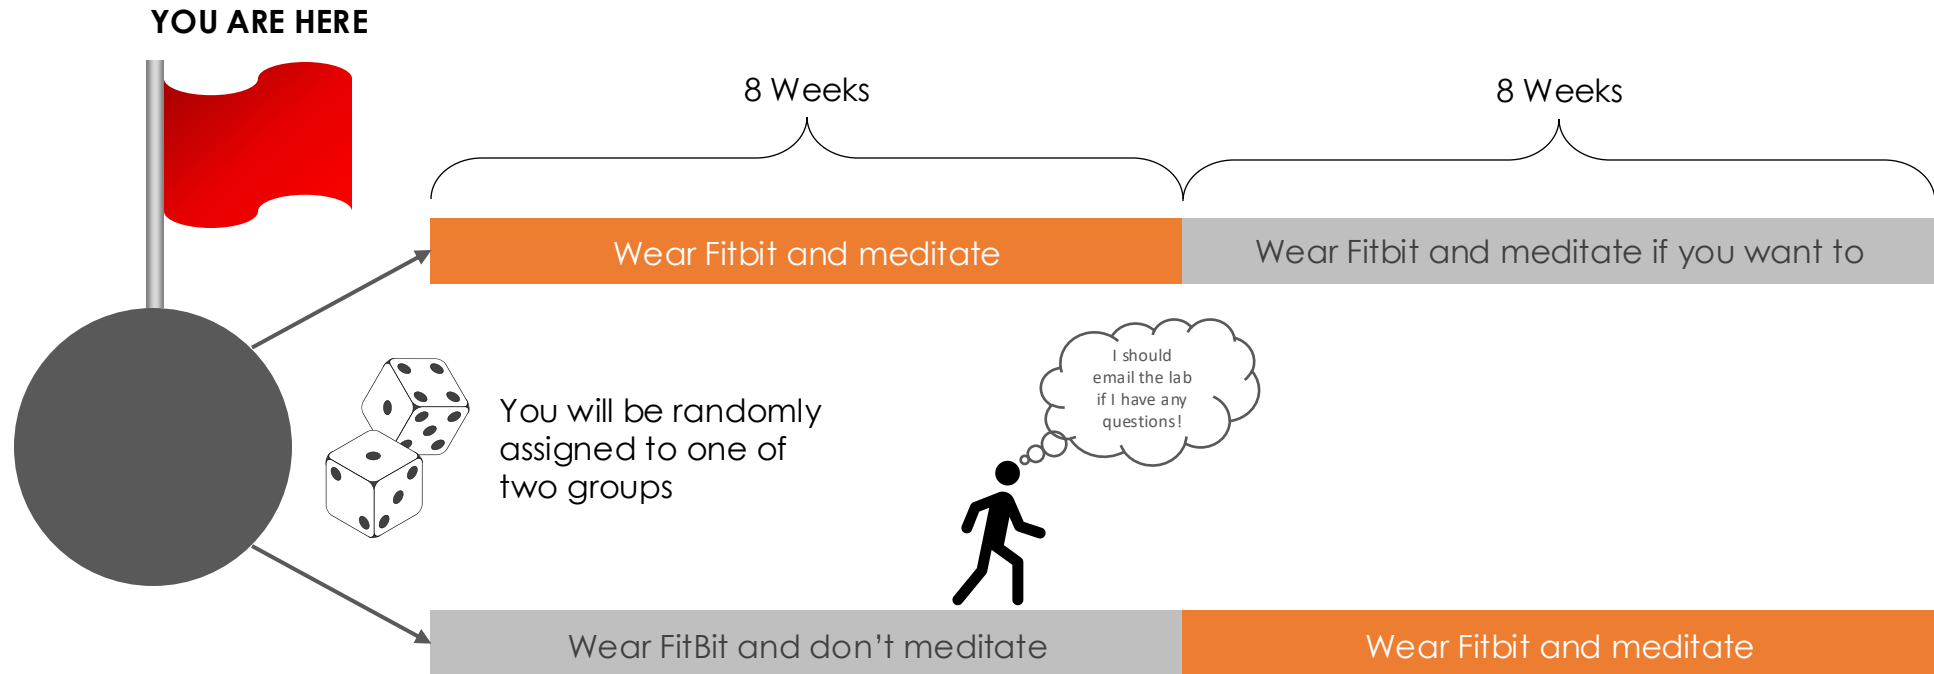 YOU ARE HERE
8 Weeks
8 Weeks
Wear Fitbit and meditate
Wear Fitbit and meditate if you want to
I should
email the lab
if I have any
questions!
You will be randomly
assigned to one of
two groups
Wear FitBit and don’t meditate
Wear Fitbit and meditate